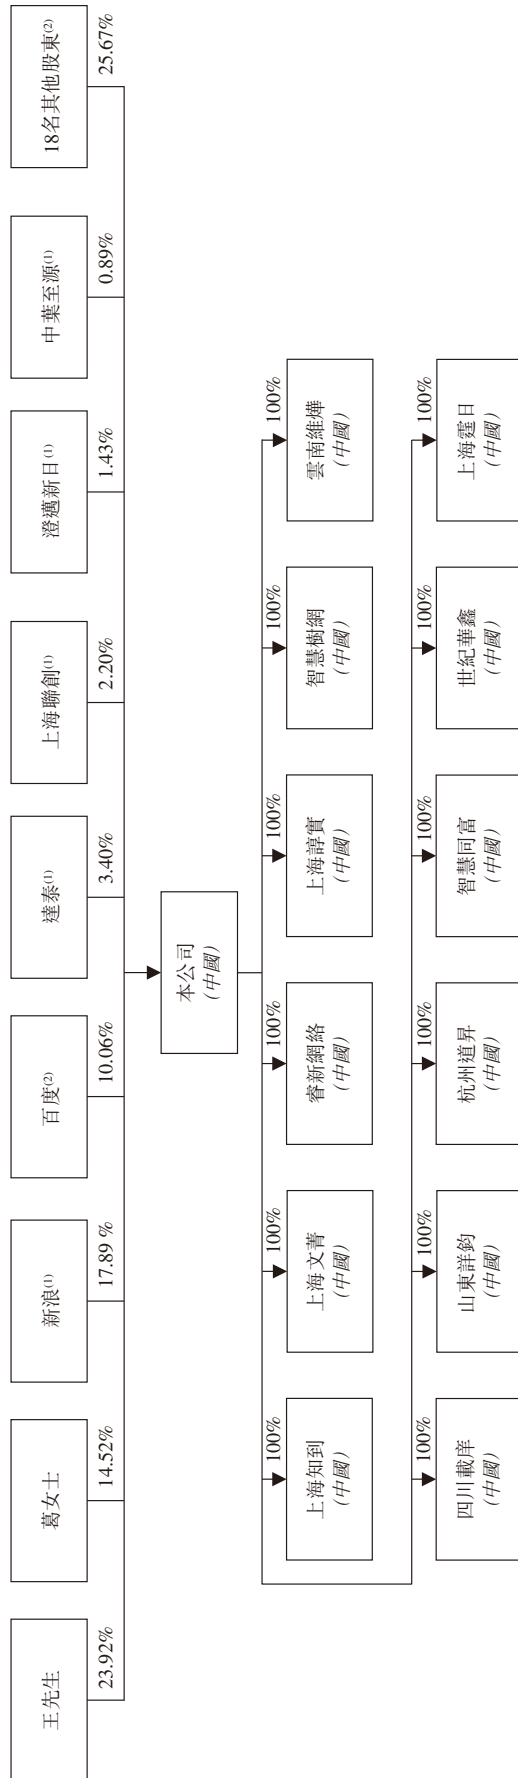 王先生
23.92%
葛女士
14.52%
新浪(1)
17.89 %
百度(2)
10.06%
達泰(1)
3.40%
上海聯創(1)
2.20%
澄邁新日(1)
1.43%
中葉至源(1)
0.89%
18名其他股東(2)
25.67%
本公司
(中國)
100%
上海知到
(中國)
100%
上海文菁
(中國)
100%
睿新網絡
(中國)
100%
上海諄實
(中國)
100%
智慧樹網
(中國)
100%
雲南維燁
(中國)
100%
四川載庠
(中國)
100%
山東詳鈞
(中國)
100%
杭州道昇
(中國)
100%
智慧同富
(中國)
100%
世紀華鑫
(中國)
100%
上海霆日
(中國)